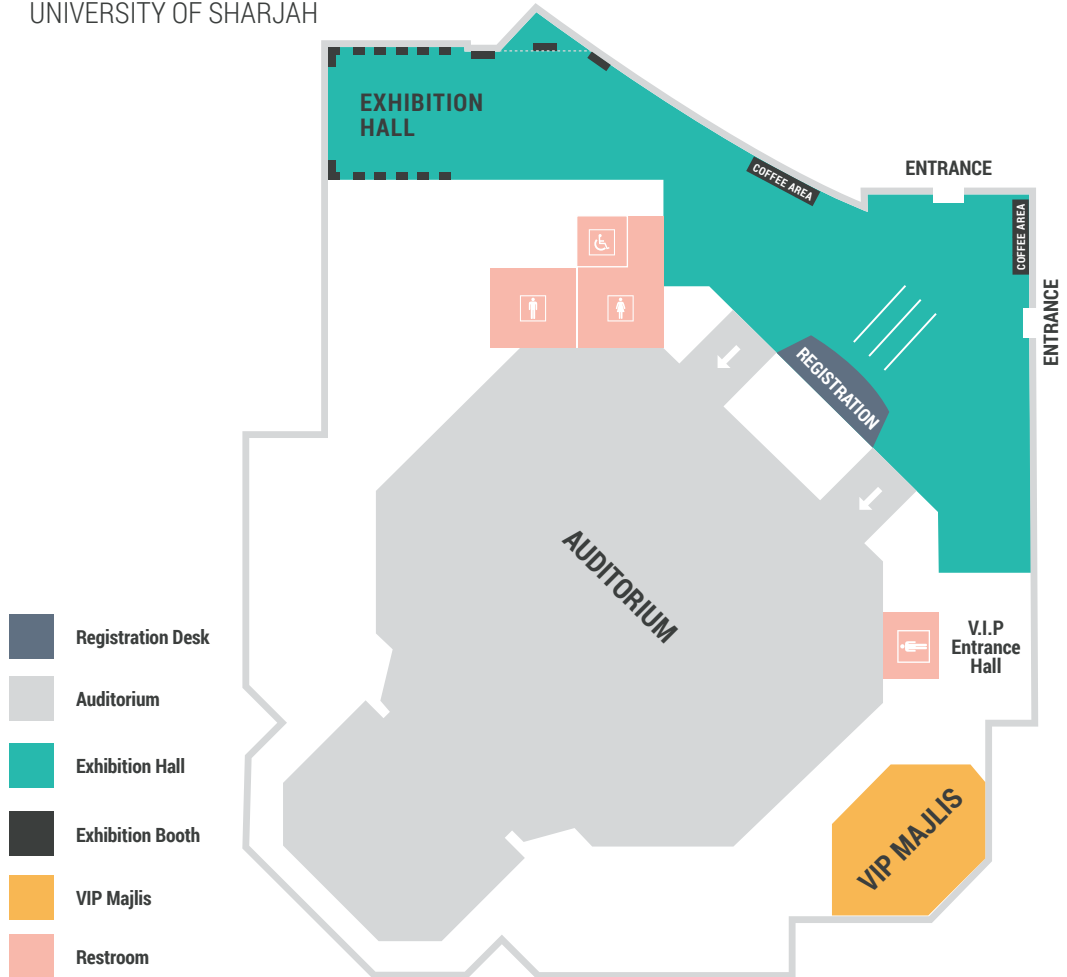 UNIVERSITY OF SHARJAH
EXHIBITION
HALL
COFFEE AREA
ENTRANCE
COFFEE AREA
ENTRANCE
REGISTRATION
AUDITORIUM
V.I.P
Entrance
Hall
VIP MAJLIS
Registration Desk
Auditorium
Exhibition Hall
Exhibition Booth
VIP Majlis
Restroom